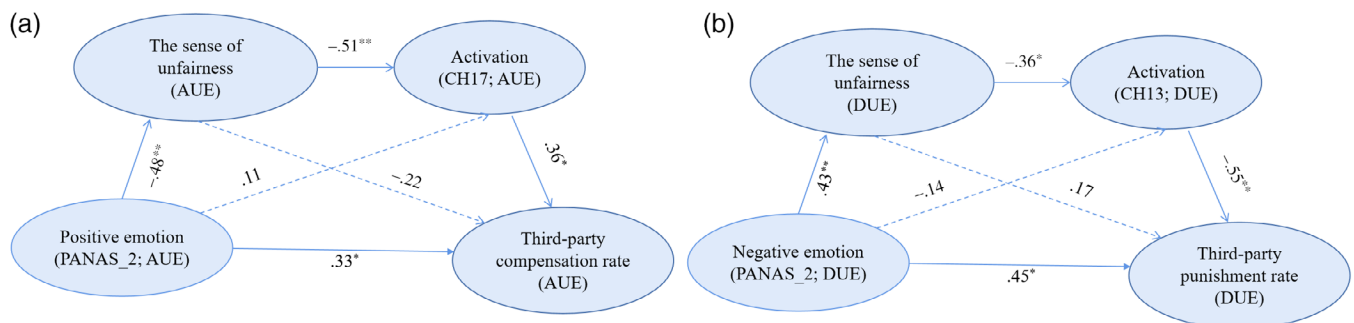 (a)
The sense of
unfairness
(AUE)
–.51**
Activation
(CH17; AUE)
–.48**
.11
–.22
.36*
Positive emotion
(PANAS_2; AUE)
.33*
Third-party
compensation rate
(AUE)
(b)
The sense of
unfairness
(DUE)
–.36*
Activation
(CH13; DUE)
.43**
–.14
.17
–.55**
Negative emotion
(PANAS_2; DUE)
.45*
Third-party
punishment rate
(DUE)